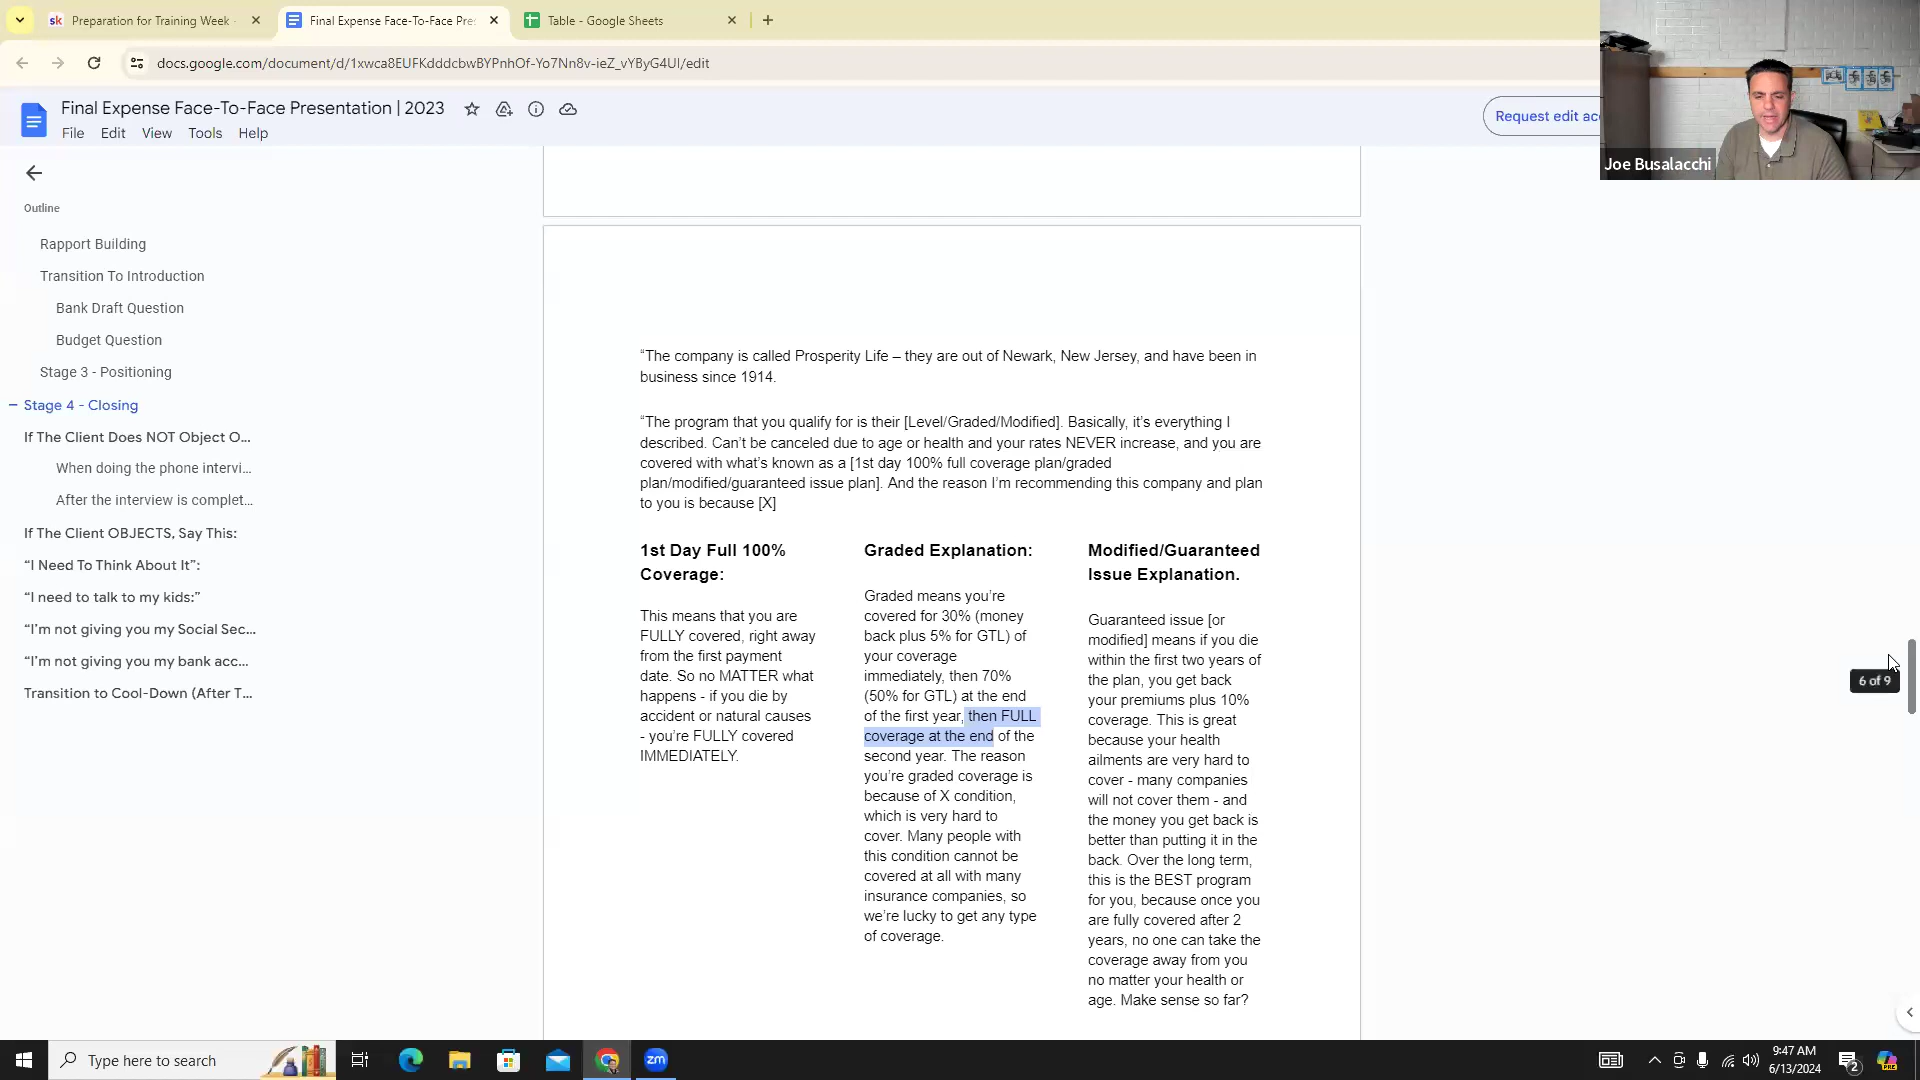 Preparation for Training Week
Final Expense Face-To-Face Pre
Table - Google Sheets
docs.google.com/document/d/1xwca8EUFKdddcbwBYPnhOf-Yo7Nn8v-ieZ_vYByG4UI/edit
Final Expense Face-To-Face Presentation | 2023
Request edit acc
File Edit View Tools Help
Joe Busalacchi
Outline
Rapport Building
Transition To Introduction
Bank Draft Question
Budget Question
Stage 3 - Positioning
Stage 4 - Closing
If The Client Does NOT Object O...
When doing the phone intervi...
After the interview is complet...
If The Client OBJECTS, Say This:
“I Need To Think About It”:
“I need to talk to my kids:”
“I’m not giving you my Social Sec...
“I’m not giving you my bank acc...
Transition to Cool-Down (After T...
“The company is called Prosperity Life – they are out of Newark, New Jersey, and have been in
business since 1914.
“The program that you qualify for is their [Level/Graded/Modified]. Basically, it’s everything I
described. Can’t be canceled due to age or health and your rates NEVER increase, and you are
covered with what’s known as a [1st day 100% full coverage plan/graded
plan/modified/guaranteed issue plan]. And the reason I’m recommending this company and plan
to you is because [X]
1st Day Full 100%
Coverage:
This means that you are
FULLY covered, right away
from the first payment
date. So no MATTER what
happens - if you die by
accident or natural causes
- you’re FULLY covered
IMMEDIATELY.
Graded Explanation:
Graded means you’re
covered for 30% (money
back plus 5% for GTL) of
your coverage
immediately, then 70%
(50% for GTL) at the end
of the first year, then FULL
coverage at the end of the
second year. The reason
you’re graded coverage is
because of X condition,
which is very hard to
cover. Many people with
this condition cannot be
covered at all with many
insurance companies, so
we’re lucky to get any type
of coverage.
Modified/Guaranteed
Issue Explanation.
Guaranteed issue [or
modified] means if you die
within the first two years of
the plan, you get back
your premiums plus 10%
coverage. This is great
because your health
ailments are very hard to
cover - many companies
will not cover them - and
the money you get back is
better than putting it in the
back. Over the long term,
this is the BEST program
for you, because once you
are fully covered after 2
years, no one can take the
coverage away from you
no matter your health or
age. Make sense so far?
6 of 9
Type here to search
zm
9:47 AM
6/13/2024
2